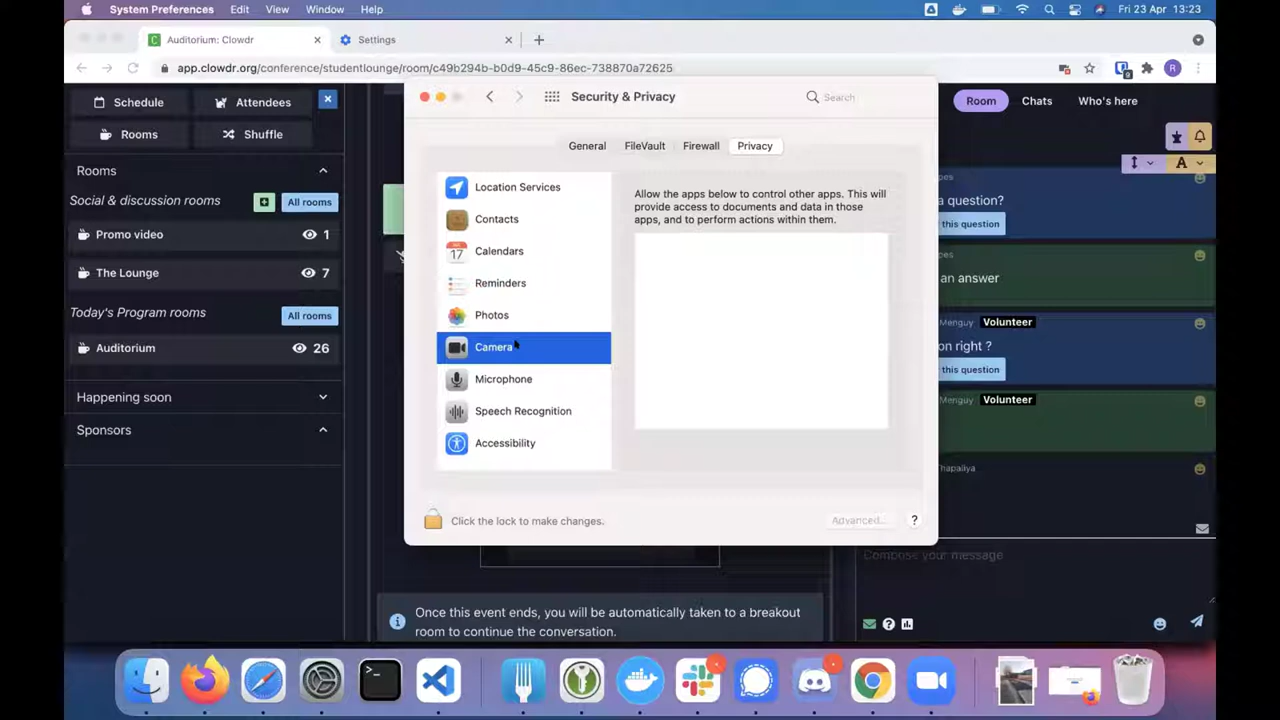 System Preferences Edit View Window Help
Fri 23 Apr 13:23
Auditorium: Clowdr
Settings
app.clowdr.org/conference/studentlounge/room/c49b294b-b0d9-45c9-86ec-738870a72625
R
Schedule
Attendees
Rooms
Shuffle
Rooms
Social & discussion rooms
All rooms
Promo video
1
The Lounge
7
Today's Program rooms
All rooms
Auditorium
26
Happening soon
Sponsors
Security & Privacy
Search
General
FileVault
Firewall
Privacy
Location Services
Contacts
17
Calendars
Reminders
Photos
Camera
Microphone
Speech Recognition
Accessibility
Allow the apps below to control other apps. This will
provide access to documents and data in those
apps, and to perform actions within them.
Click the lock to make changes.
Advanced...
?
Room
Chats
Who's here
A
pes
a question?
this question
pes
an answer
Menguy Volunteer
on right ?
this question
Menguy Volunteer
Thapaliya
Compose your message
Once this event ends, you will be automatically taken to a breakout
room to continue the conversation.